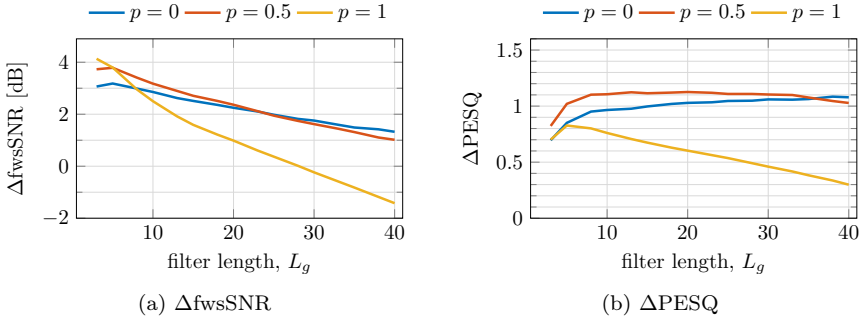 p = 0 p = 0.5 p = 1
ΔfwsSNR [dB]
4
2
0
−2
10 20 30 40
filter length, L_g
(a) ΔfwsSNR
p = 0 p = 0.5 p = 1
ΔPESQ
1.5
1
0.5
0
10 20 30 40
filter length, L_g
(b) ΔPESQ